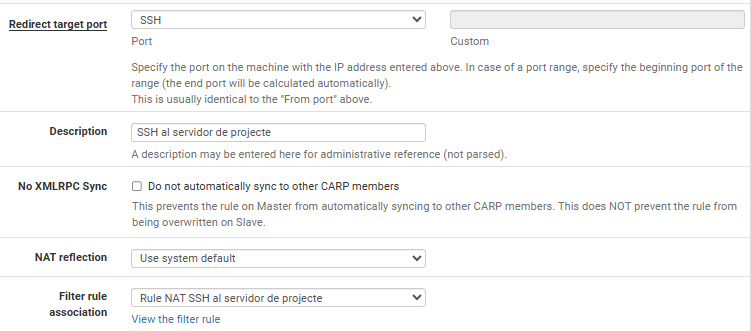 Redirect target port
SSH
Port
Custom
Specify the port on the machine with the IP address entered above. In case of a port range, specify the beginning port of the
range (the end port will be calculated automatically).
This is usually identical to the "From port" above.
Description
SSH al servidor de projecte
A description may be entered here for administrative reference (not parsed).
No XMLRPC Sync
Do not automatically sync to other CARP members
This prevents the rule on Master from automatically syncing to other CARP members. This does NOT prevent the rule from
being overwritten on Slave.
NAT reflection
Use system default
Filter rule
association
Rule NAT SSH al servidor de projecte
View the filter rule